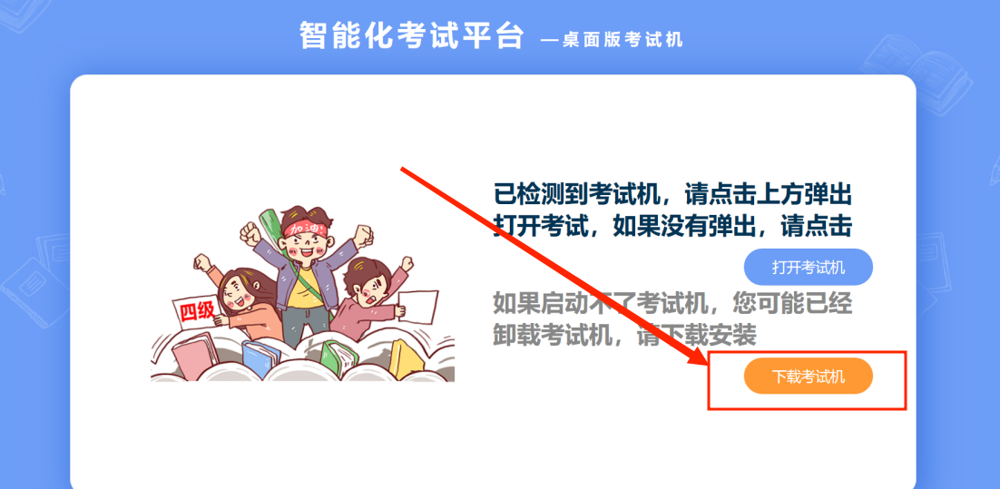 智能化考试平台 —桌面版考试机
已检测到考试机，请点击上方弹出
打开考试，如果没有弹出，请点击
打开考试机
如果启动不了考试机，您可能已经
卸载考试机，请下载安装
下载考试机
加油!
四级